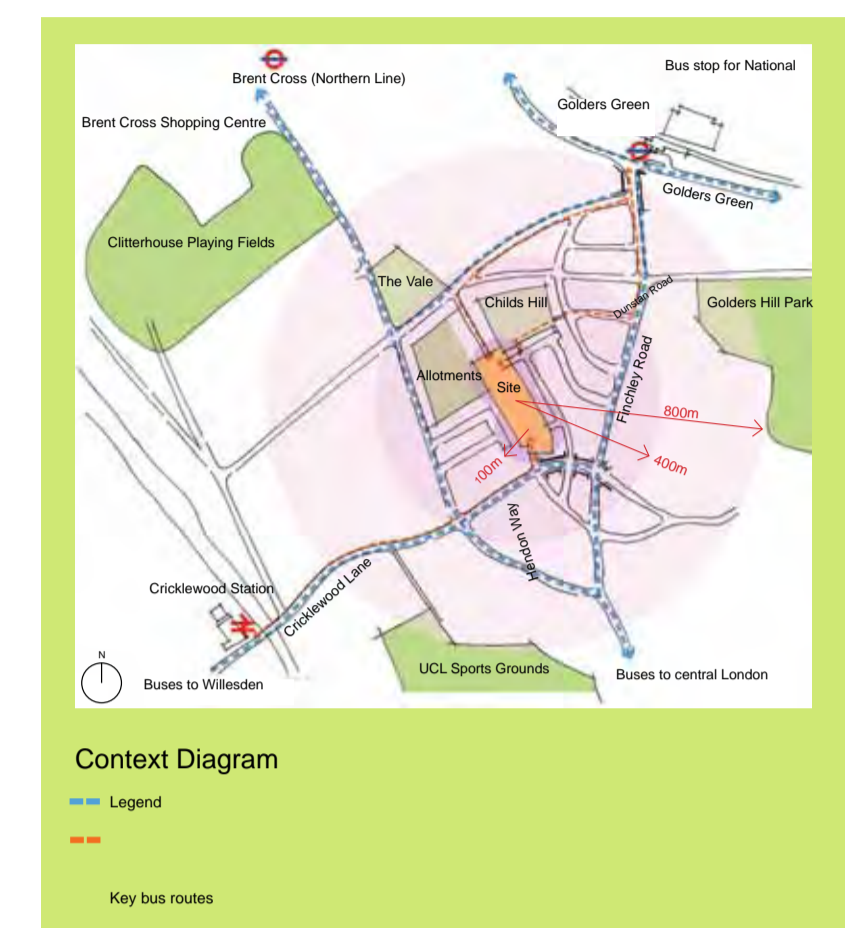 Brent Cross (Northern Line)
Bus stop for National
Golders Green
Brent Cross Shopping Centre
Golders Green
Clitterhouse Playing Fields
The Vale
Childs Hill
Dunstan Road
Golders Hill Park
Allotments
Site
Finchley Road
800m
400m
100m
Hendon Way
Cricklewood Station
Cricklewood Lane
UCL Sports Grounds
Buses to central London
N
Buses to Willesden
Context Diagram
Legend
Key bus routes